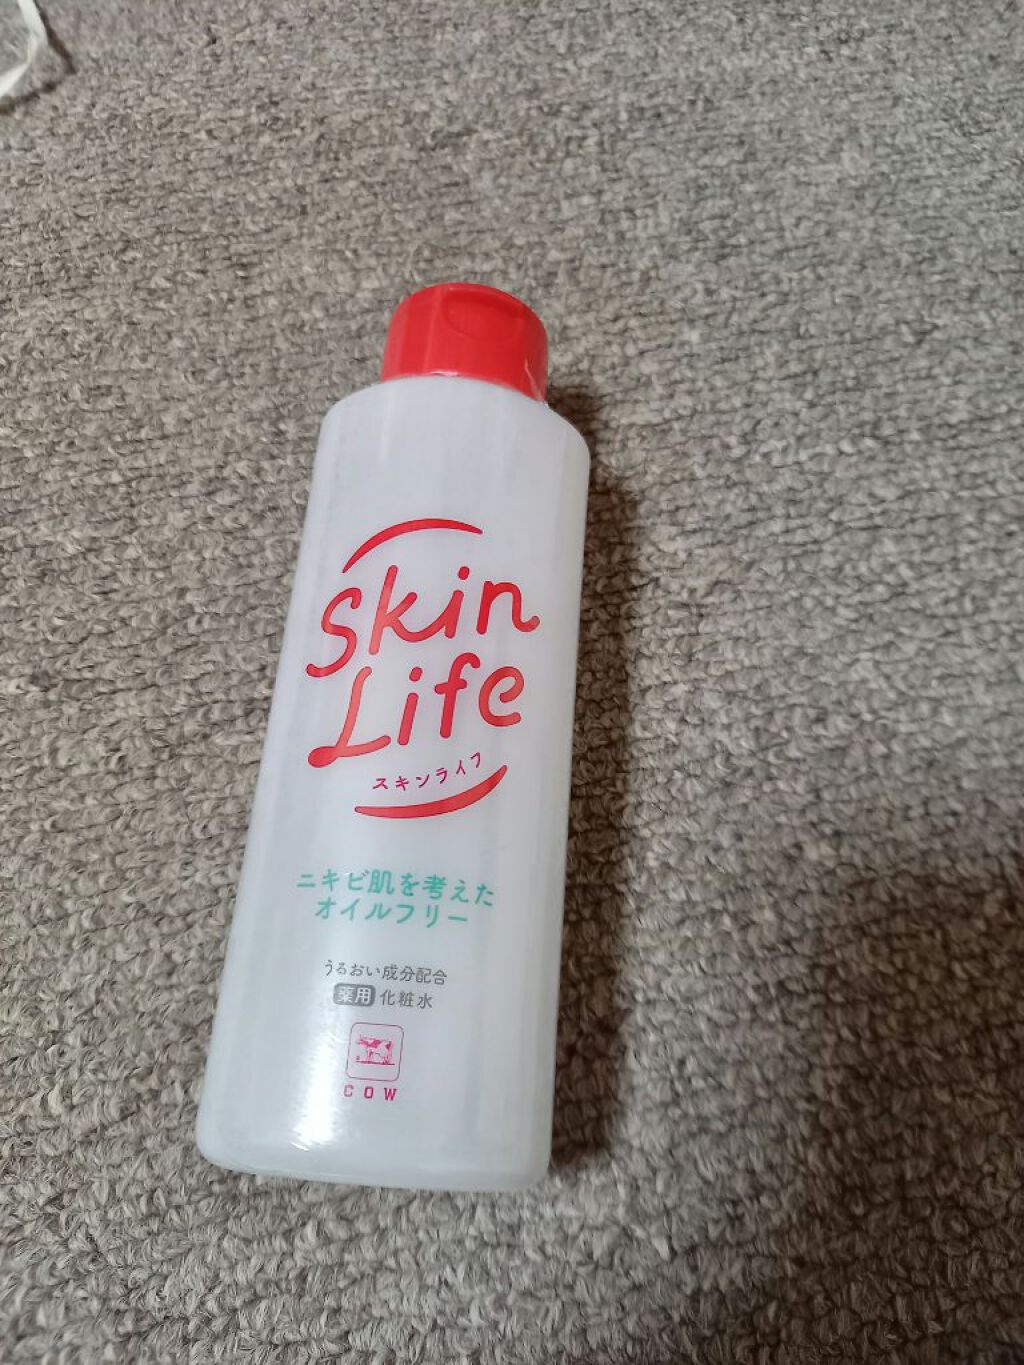 Skin
Life
スキンライフ
ニキビ肌を考えた
オイルフリー
うるおい成分配合
薬用 化粧水
COW